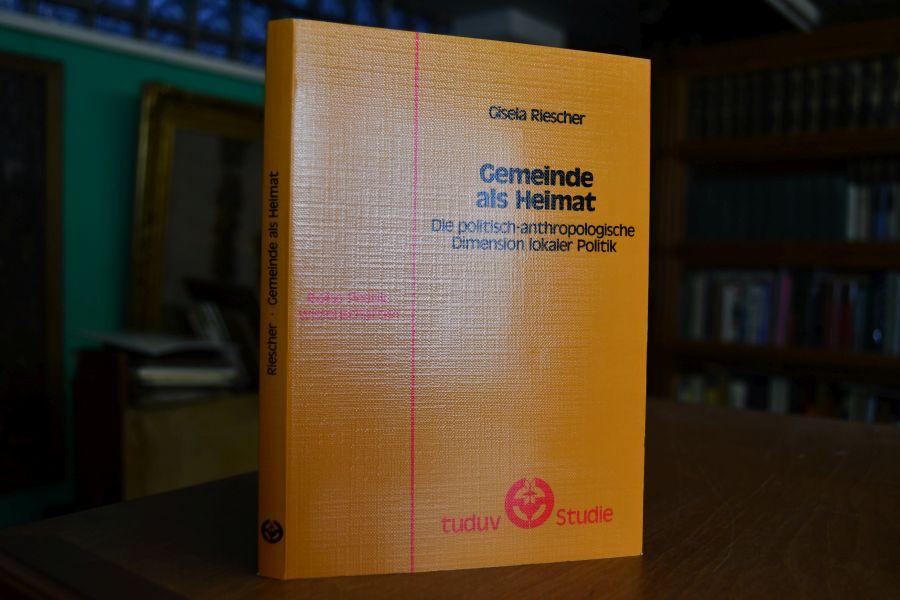 Riescher · Gemeinde als Heimat
Gisela Riescher
Gemeinde
als Heimat
Die politisch-anthropologische
Dimension lokaler Politik
tuduv Studie